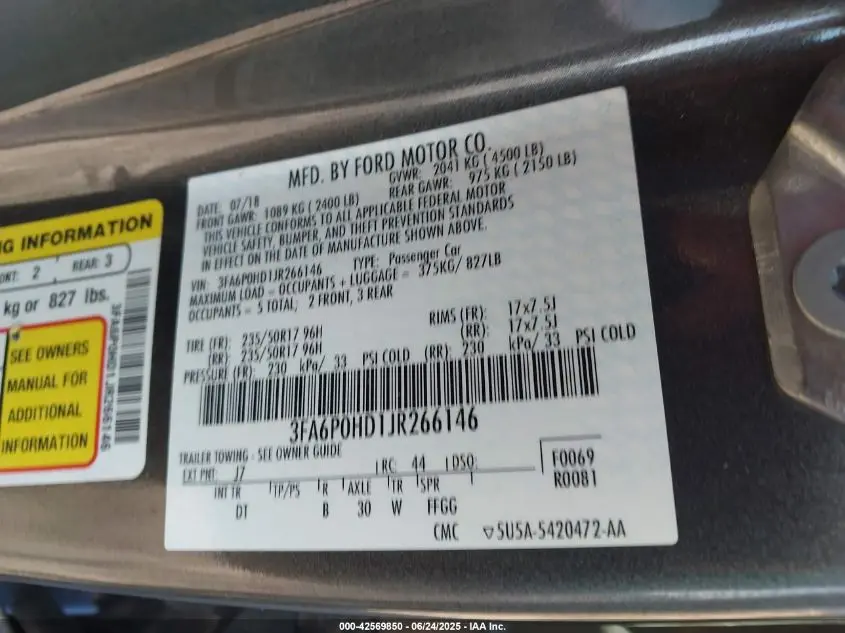 MFD. BY FORD MOTOR CO.
DATE: 07/18 GVWR: 2041 KG ( 4500 LB)
FRONT GAWR: 1089 KG ( 2400 LB) REAR GAWR: 975 KG ( 2150 LB)
THIS VEHICLE CONFORMS TO ALL APPLICABLE FEDERAL MOTOR
VEHICLE SAFETY, BUMPER, AND THEFT PREVENTION STANDARDS
IN EFFECT ON THE DATE OF MANUFACTURE SHOWN ABOVE.
VIN: 3FA6P0HD1JR266146 TYPE: Passenger Car
MAXIMUM LOAD = OCCUPANTS + LUGGAGE = 375KG/ 827LB
OCCUPANTS = 5 TOTAL; 2 FRONT, 3 REAR
TIRE (FR): 235/50R17 96H RIMS (FR): 17x7.5J
(RR): 235/50R17 96H (RR): 17x7.5J
PRESSURE (FR): 230 kPa/ 33 PSI COLD (RR): 230 kPa/ 33 PSI COLD
3FA6P0HD1JR266146
TRAILER TOWING - SEE OWNER GUIDE
EXT PNT: J7 RC: 44 DSO: F0069
R0081
INT TR TP/PS R AXLE TR SPR
DT B 30 W FFGG
CMC 5U5A-5420472-AA
NG INFORMATION
ONT: 2 REAR: 3
kg or 827 lbs.
SEE OWNERS
MANUAL FOR
ADDITIONAL
INFORMATION
3FA6P0HD1JR266146
000-42569850 | 06/24/2025 - IAA Inc.